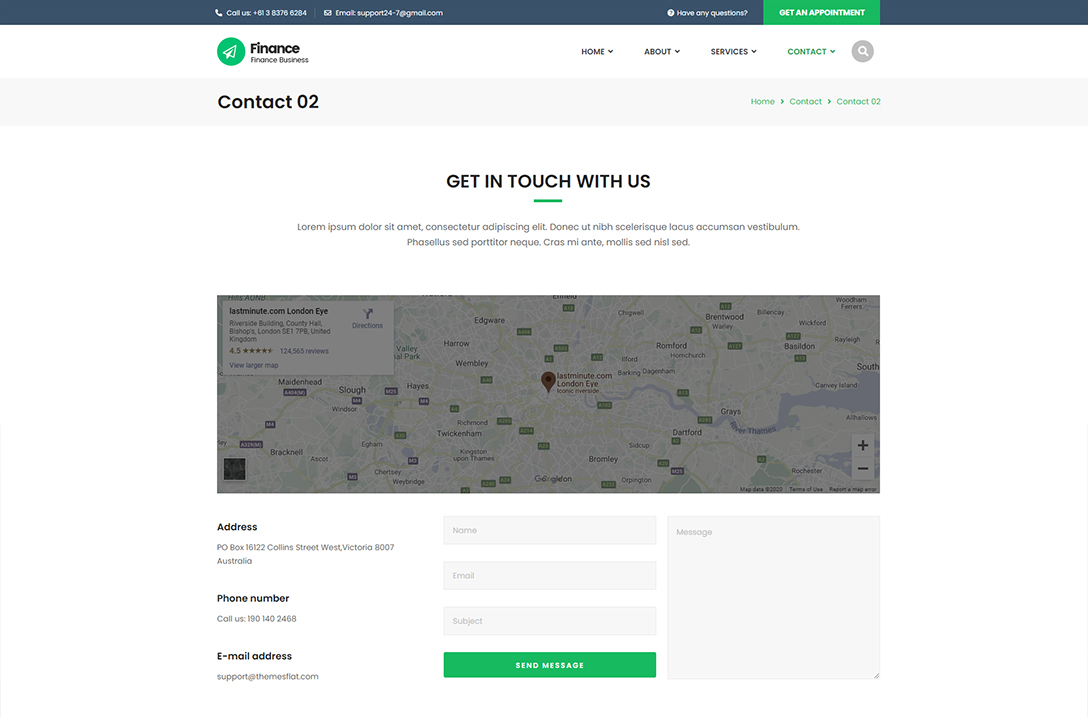 Call us: +61 3 8376 6284
Email: support24-7@gmail.com
Have any questions?
GET AN APPOINTMENT
Finance
Finance Business
HOME
ABOUT
SERVICES
CONTACT
Contact 02
Home > Contact > Contact 02
GET IN TOUCH WITH US
Lorem ipsum dolor sit amet, consectetur adipiscing elit. Donec ut nibh scelerisque lacus accumsan vestibulum.
Phasellus sed porttitor neque. Cras mi ante, mollis sed nisl sed.
lastminute.com London Eye
Riverside Building, County Hall,
Bishop's, London SE1 7PB, United
Kingdom
Directions
4.5 ★★★★★ 124,565 reviews
View larger map
Enfield
Chigwell
Brentwood
Billericay
Woodham
Ferrers
Edgware
Warley
Wickford
Harrow
Romford
Rayleigh
Valley
Hornchurch
Basildon
Ilford
Wembley
Barking
Dagenham
South
lastminute.com
London Eye
Iconic riverside
Maidenhead
Slough
Hayes
Canvey Island
Windsor
Grays
Allhallows
Richmond
River Thames
Twickenham
Dartford
Egham
Sidcup
Bracknell
Kingston
upon Thames
Ascot
Bromley
Chertsey
Rochester
Weybridge
Orpington
Google
Map data ©2020
Terms of Use
Report a map error
Address
PO Box 16122 Collins Street West,Victoria 8007
Australia
Phone number
Call us: 190 140 2468
E-mail address
support@themesflat.com
Name
Email
Subject
SEND MESSAGE
Message